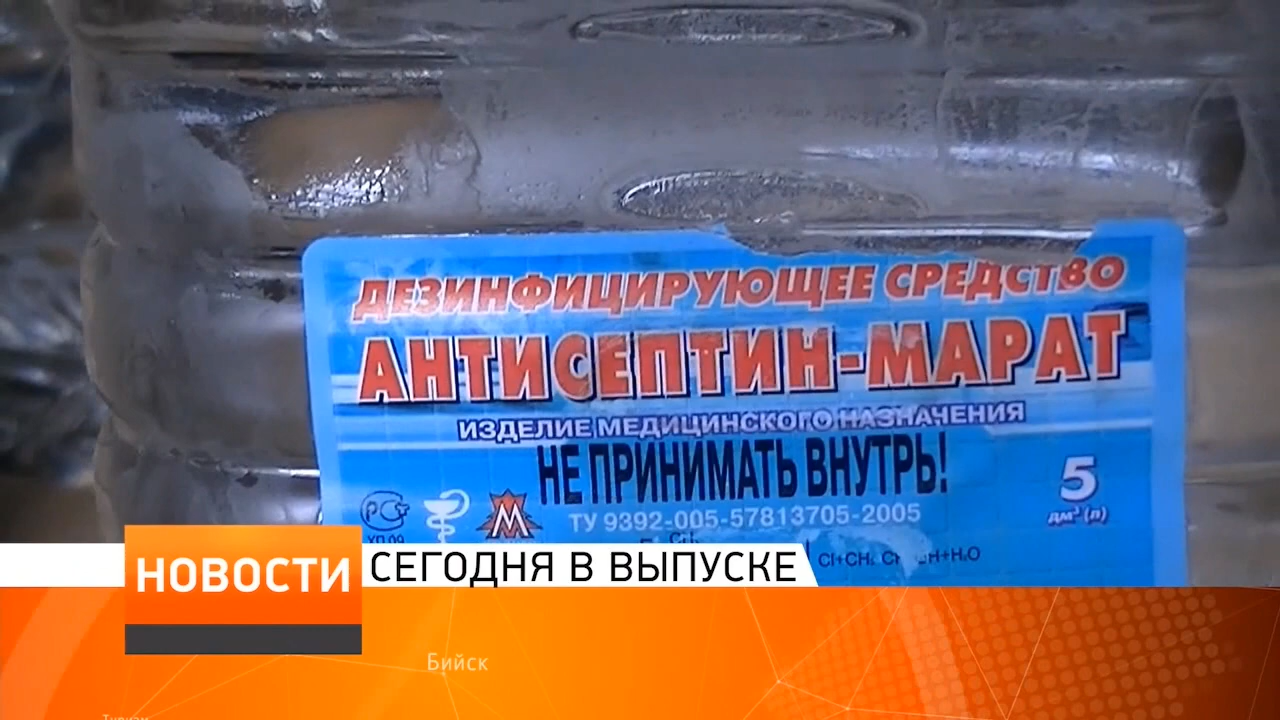 ДЕЗИНФИЦИРУЮЩЕЕ СРЕДСТВО
АНТИСЕПТИН-МАРАТ
ИЗДЕЛИЕ МЕДИЦИНСКОГО НАЗНАЧЕНИЯ
НЕ ПРИНИМАТЬ ВНУТРЬ!
5
дм³ (л)
ТУ 9392-005-57813705-2005
НОВОСТИ
СЕГОДНЯ В ВЫПУСКЕ
Бийск